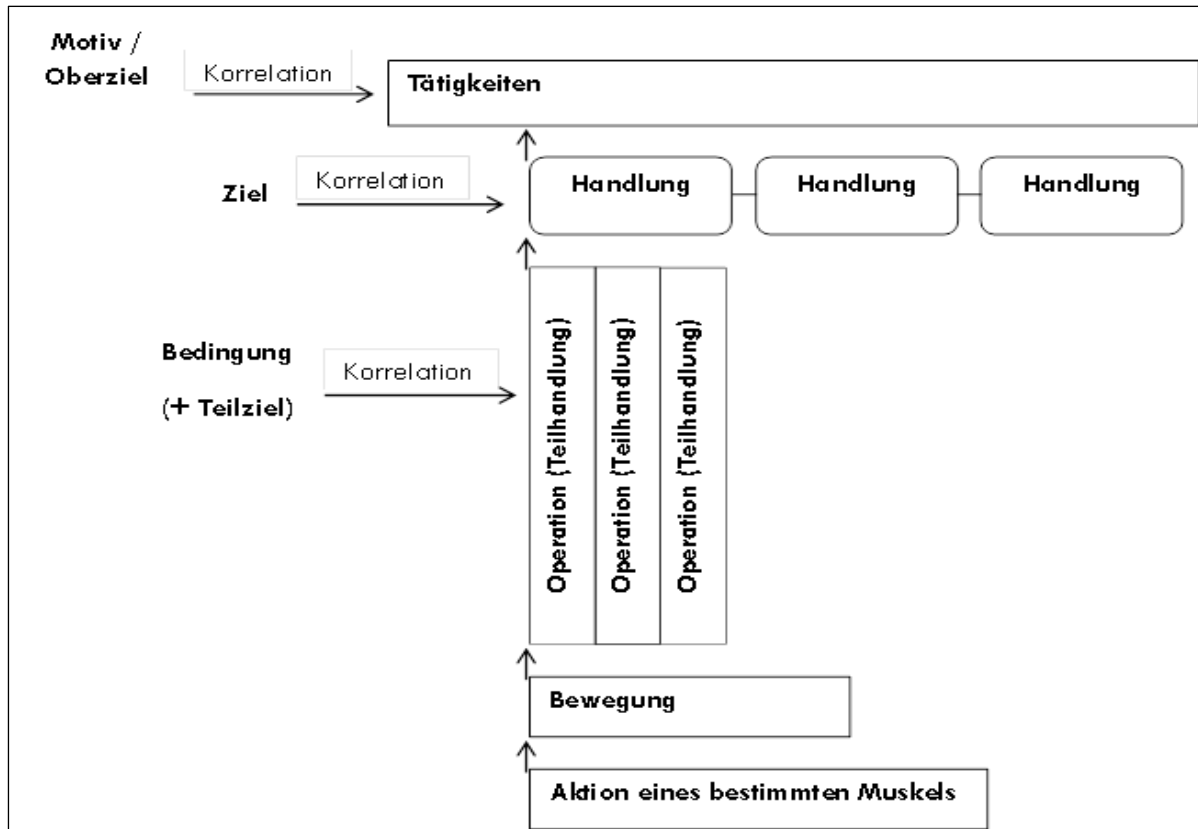 Motiv /
Oberziel
Korrelation
Tätigkeiten
Ziel
Korrelation
Handlung
Handlung
Handlung
Bedingung
(+ Teilziel)
Korrelation
Operation (Teilhandlung)
Operation (Teilhandlung)
Operation (Teilhandlung)
Bewegung
Aktion eines bestimmten Muskels